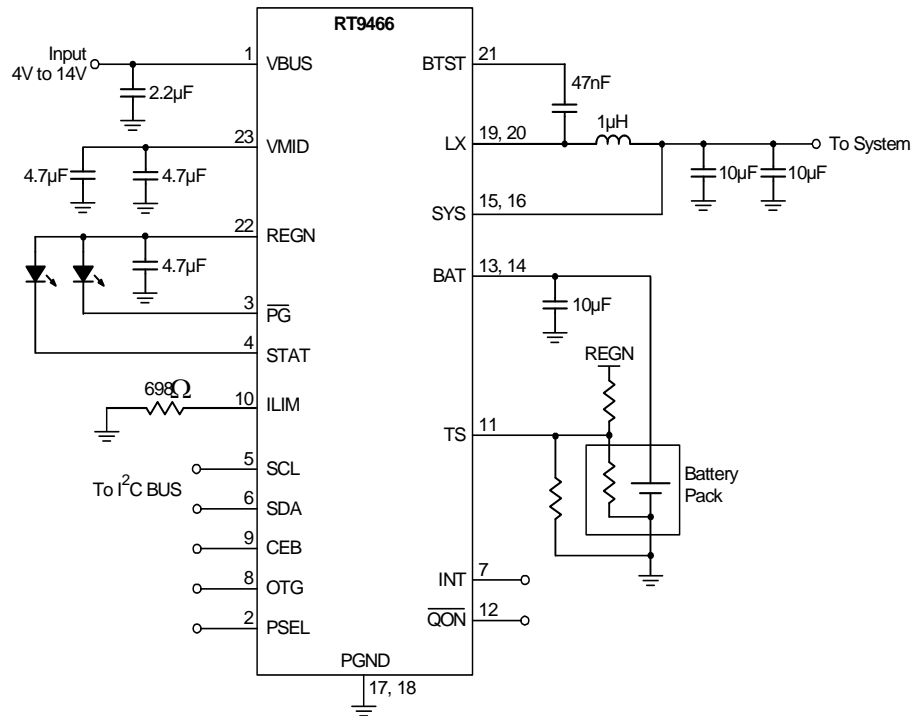 RT9466
Input
4V to 14V
1
VBUS
2.2µF
23
VMID
4.7µF
4.7µF
22
REGN
4.7µF
3
PG
4
STAT
698Ω
10
ILIM
To I²C BUS
5
SCL
6
SDA
9
CEB
8
OTG
2
PSEL
PGND
17, 18
BTST
21
47nF
LX
19, 20
1µH
To System
10µF
10µF
SYS
15, 16
BAT
13, 14
10µF
REGN
TS
11
Battery
Pack
INT
7
QON
12